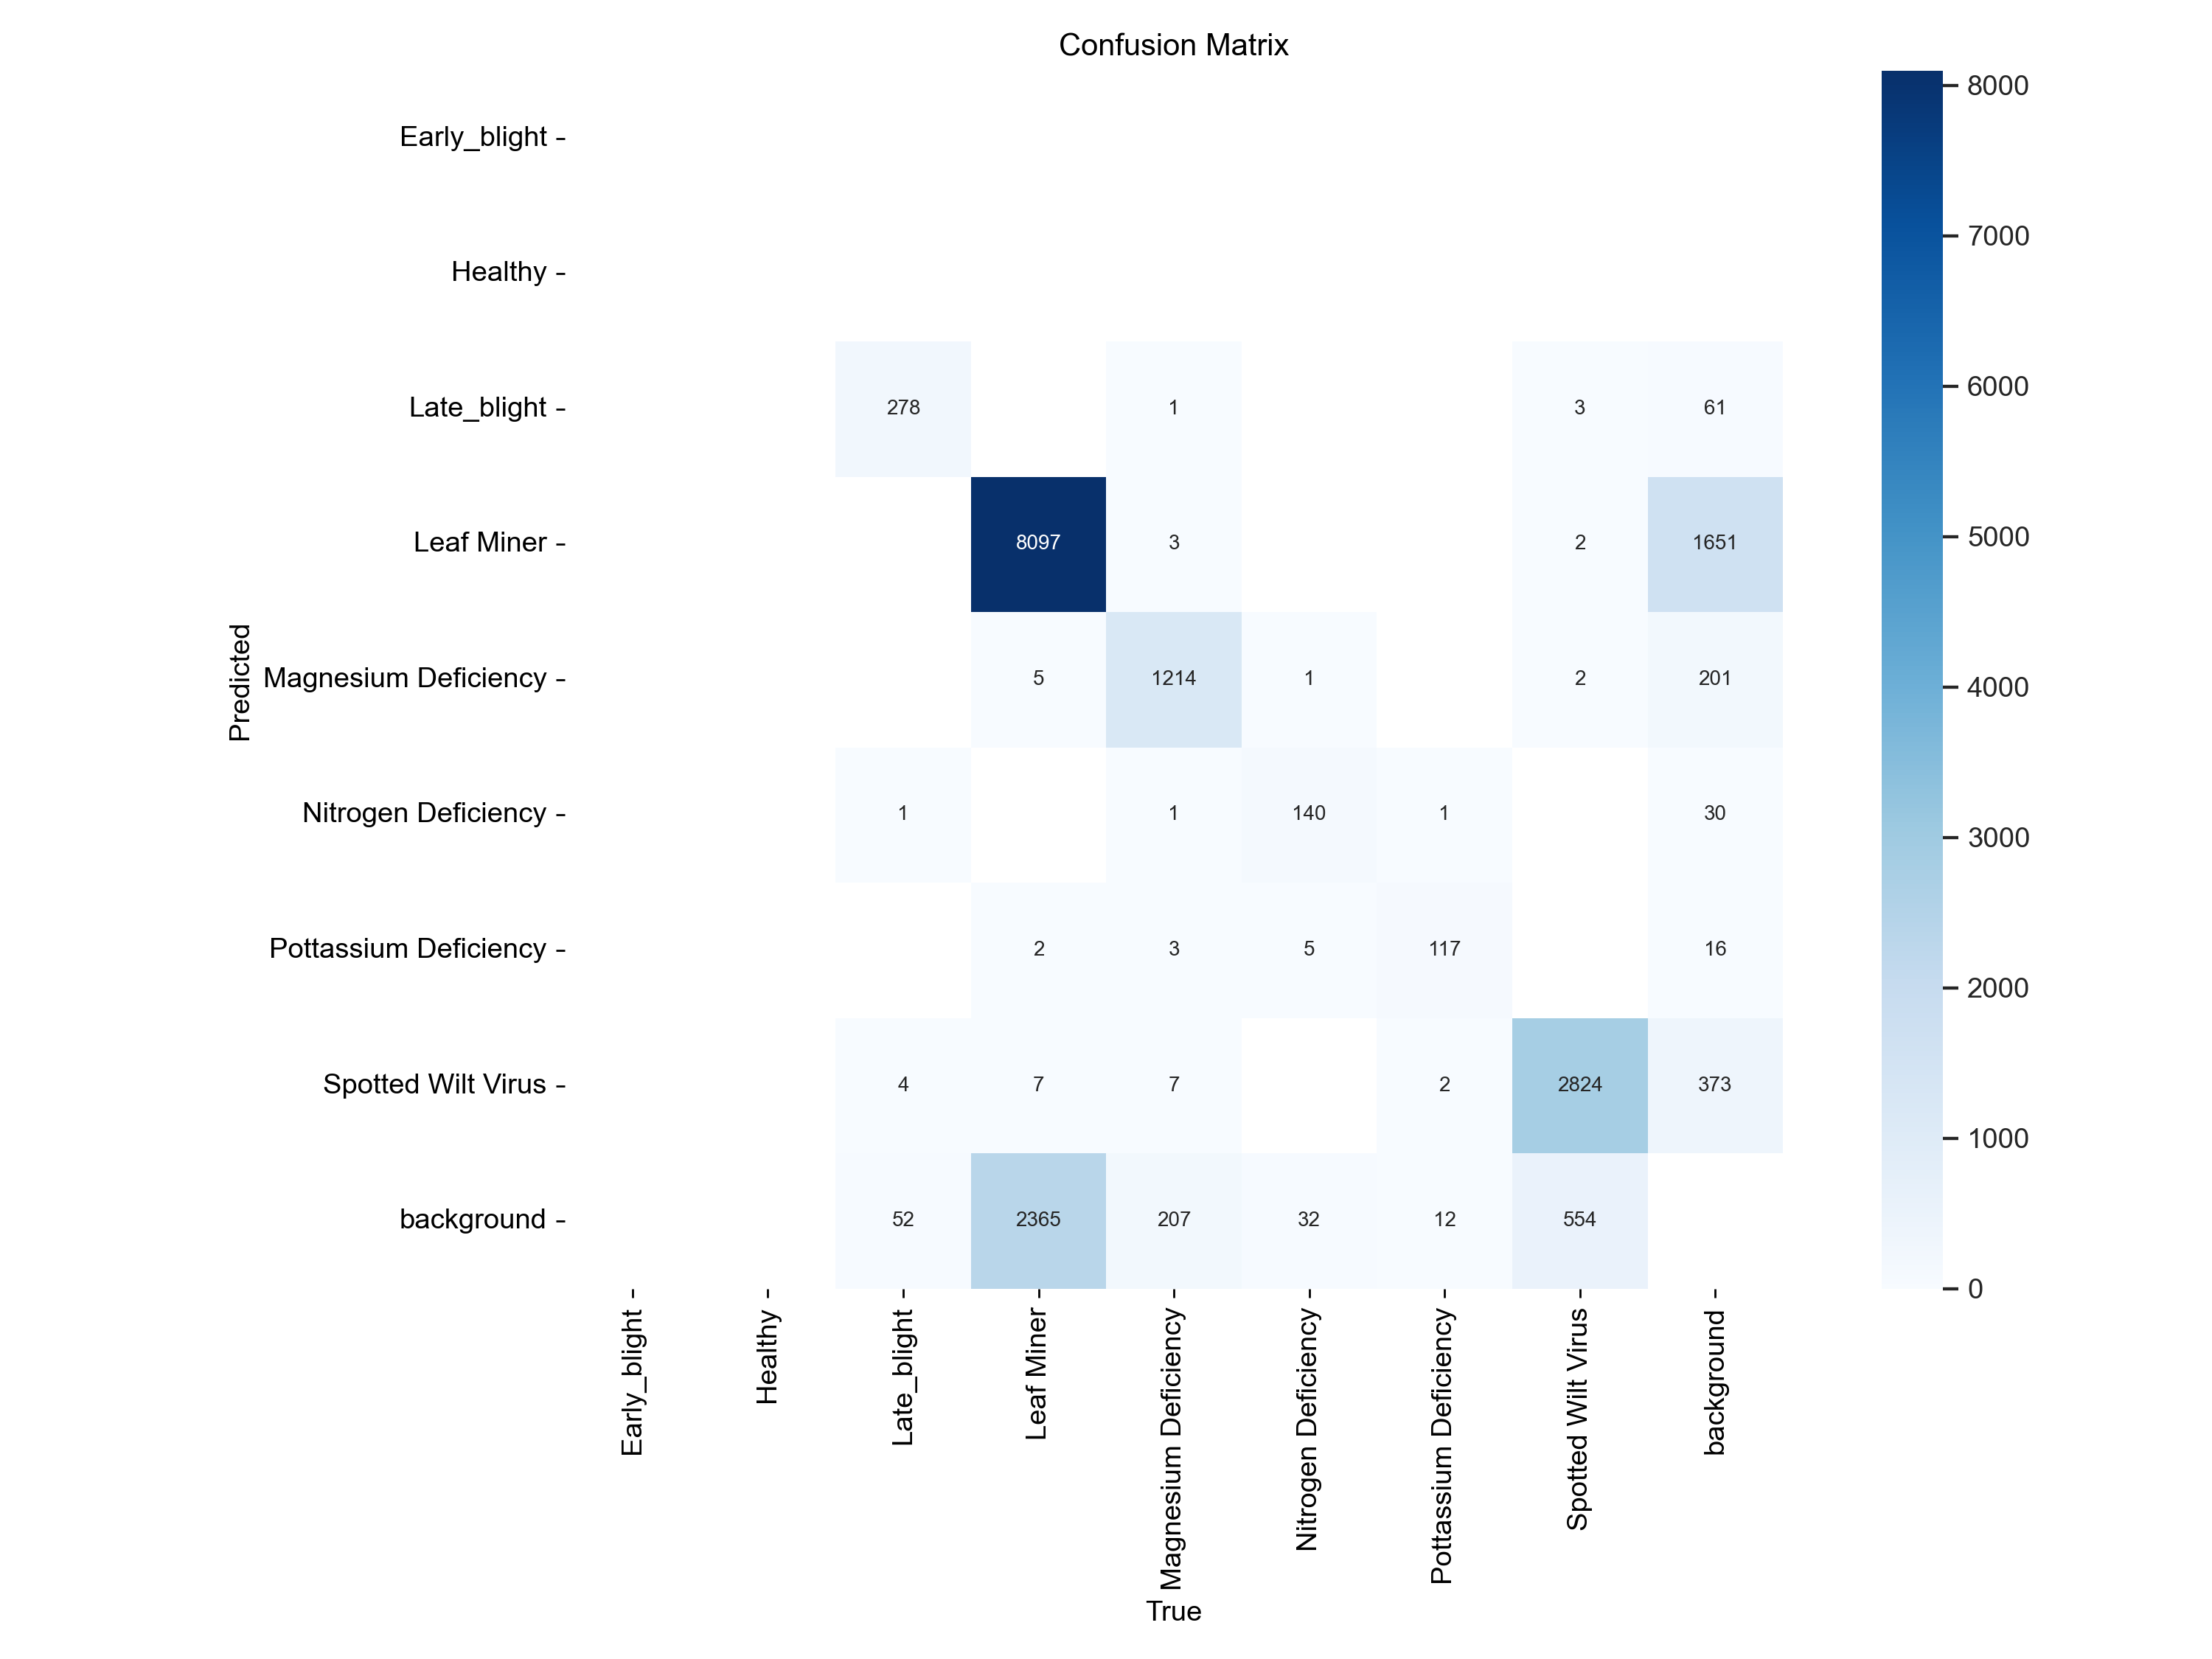 Confusion Matrix
Early_blight
Healthy
Late_blight 278 1 3 61
Leaf Miner 8097 3 2 1651
Magnesium Deficiency 5 1214 1 2 201
Nitrogen Deficiency 1 1 140 1 30
Pottassium Deficiency 2 3 5 117 16
Spotted Wilt Virus 4 7 7 2 2824 373
background 52 2365 207 32 12 554
Predicted
Early_blight
Healthy
Late_blight
Leaf Miner
Magnesium Deficiency
Nitrogen Deficiency
Pottassium Deficiency
Spotted Wilt Virus
background
True
8000
7000
6000
5000
4000
3000
2000
1000
0